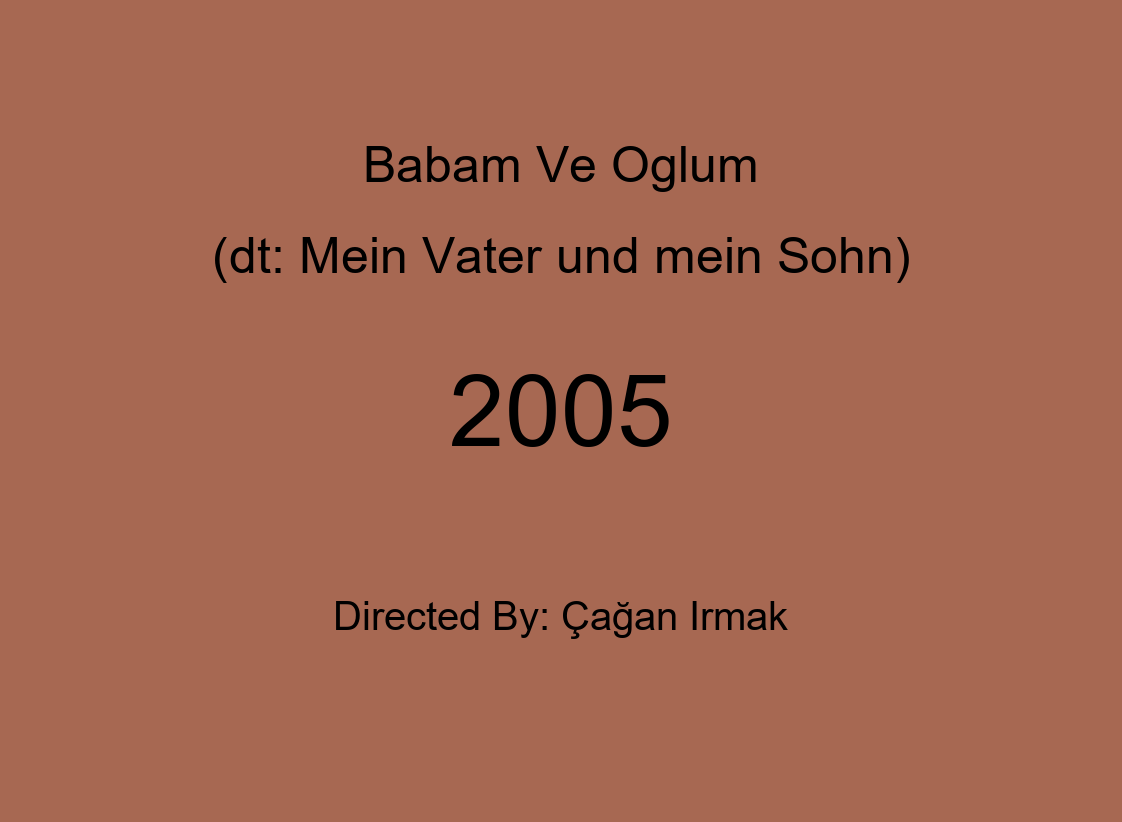 Babam Ve Oglum
(dt: Mein Vater und mein Sohn)
2005
Directed By: Çağan Irmak